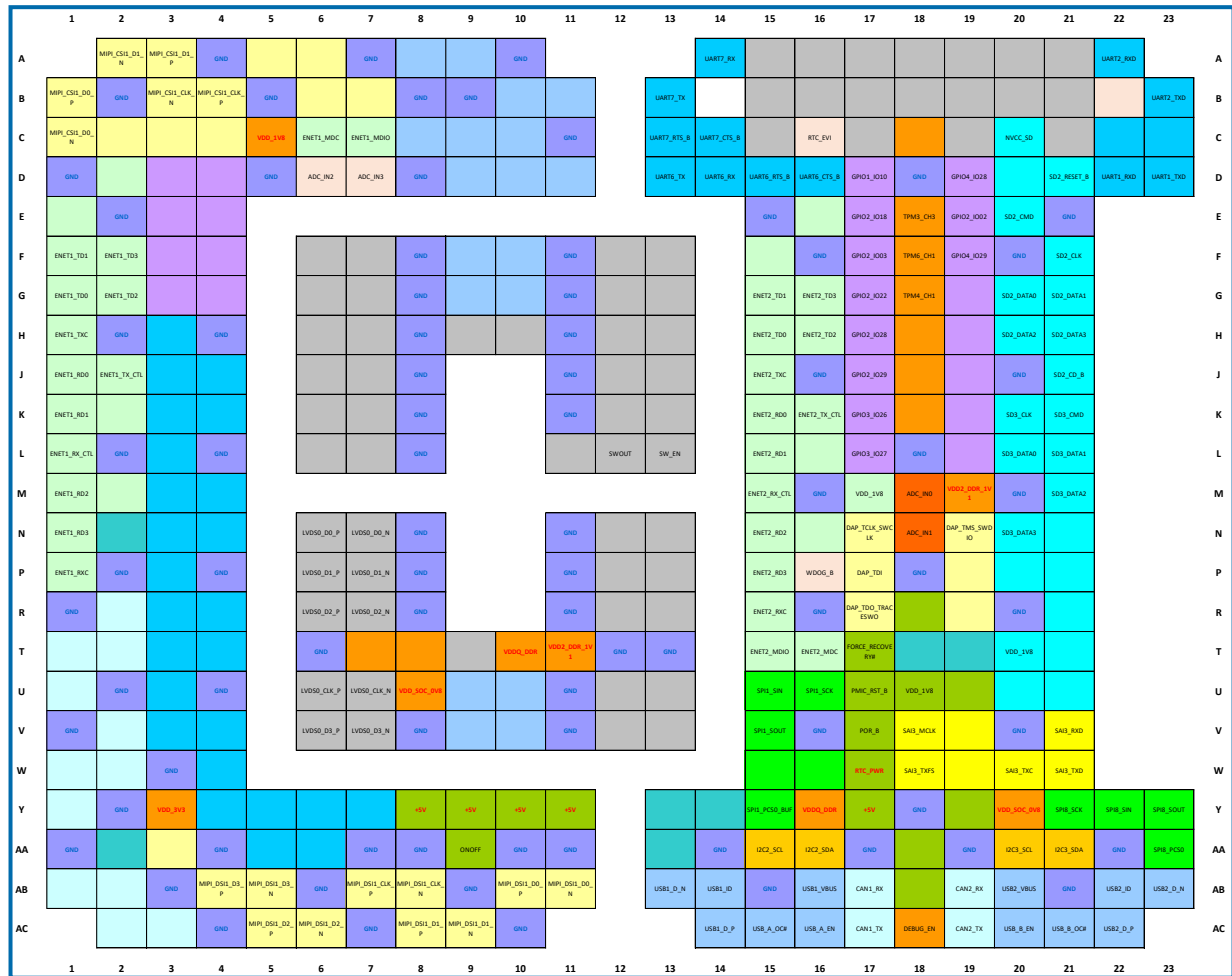 1 2 3 4 5 6 7 8 9 10 11 12 13 14 15 16 17 18 19 20 21 22 23
A MIPI_CSI1_D1_N MIPI_CSI1_D1_P GND GND GND UART7_RX UART2_RXD A
B MIPI_CSI1_D0_P GND MIPI_CSI1_CLK_N MIPI_CSI1_CLK_P GND GND GND UART7_TX UART2_TXD B
C MIPI_CSI1_D0_N VDD_1V8 ENET1_MDC ENET1_MDIO GND UART7_RTS_B UART7_CTS_B RTC_EVI NVCC_SD C
D GND GND ADC_IN2 ADC_IN3 GND UART6_TX UART6_RX UART6_RTS_B UART6_CTS_B GPIO1_IO10 GND GPIO4_IO28 SD2_RESET_B UART1_RXD UART1_TXD D
E GND GND GPIO2_IO18 TPM3_CH3 GPIO2_IO02 SD2_CMD GND E
F ENET1_TD1 ENET1_TD3 GND GND GND GPIO2_IO03 TPM6_CH1 GPIO4_IO29 GND SD2_CLK F
G ENET1_TD0 ENET1_TD2 GND GND ENET2_TD1 ENET2_TD3 GPIO2_IO22 TPM4_CH1 SD2_DATA0 SD2_DATA1 G
H ENET1_TXC GND GND GND ENET2_TD0 ENET2_TD2 GPIO2_IO28 SD2_DATA2 SD2_DATA3 H
J ENET1_RD0 ENET1_TX_CTL GND GND ENET2_TXC GND GPIO2_IO29 GND SD2_CD_B J
K ENET1_RD1 GND GND ENET2_RD0 ENET2_TX_CTL GPIO3_IO26 SD3_CLK SD3_CMD K
L ENET1_RX_CTL GND GND GND SWOUT SW_EN ENET2_RD1 GPIO3_IO27 GND SD3_DATA0 SD3_DATA1 L
M ENET1_RD2 ENET2_RX_CTL GND VDD_1V8 ADC_IN0 VDD2_DDR_1V1 GND SD3_DATA2 M
N ENET1_RD3 LVDS0_D0_P LVDS0_D0_N GND GND ENET2_RD2 DAP_TCLK_SWCLK ADC_IN1 DAP_TMS_SWDIO SD3_DATA3 N
P ENET1_RXC GND GND LVDS0_D1_P LVDS0_D1_N GND GND ENET2_RD3 WDOG_B DAP_TDI GND P
R GND LVDS0_D2_P LVDS0_D2_N GND GND ENET2_RXC GND DAP_TDO_TRACESWO GND R
T GND VDDQ_DDR VDD2_DDR_1V1 GND GND ENET2_MDIO ENET2_MDC FORCE_RECOVERY# VDD_1V8 T
U GND GND LVDS0_CLK_P LVDS0_CLK_N VDD_SOC_0V8 GND SPI1_SIN SPI1_SCK PMIC_RST_B VDD_1V8 U
V GND LVDS0_D3_P LVDS0_D3_N GND GND SPI1_SOUT GND POR_B SAI3_MCLK GND SAI3_RXD V
W GND RTC_PWR SAI3_TXFS SAI3_TXC SAI3_TXD W
Y GND VDD_3V3 +5V +5V +5V +5V SPI1_PCS0_BUF VDDQ_DDR +5V GND VDD_SOC_0V8 SPI8_SCK SPI8_SIN SPI8_SOUT Y
AA GND GND GND GND ONOFF GND GND GND I2C2_SCL I2C2_SDA GND GND I2C3_SCL I2C3_SDA GND SPI8_PCS0 AA
AB GND MIPI_DSI1_D3_P MIPI_DSI1_D3_N GND MIPI_DSI1_CLK_P MIPI_DSI1_CLK_N GND MIPI_DSI1_D0_P MIPI_DSI1_D0_N USB1_D_N USB1_ID GND USB1_VBUS CAN1_RX CAN2_RX USB2_VBUS GND USB2_ID USB2_D_N AB
AC GND MIPI_DSI1_D2_P MIPI_DSI1_D2_N GND MIPI_DSI1_D1_P MIPI_DSI1_D1_N GND USB1_D_P USB_A_OC# USB_A_EN CAN1_TX DEBUG_EN CAN2_TX USB_B_EN USB_B_OC# USB2_D_P AC
1 2 3 4 5 6 7 8 9 10 11 12 13 14 15 16 17 18 19 20 21 22 23